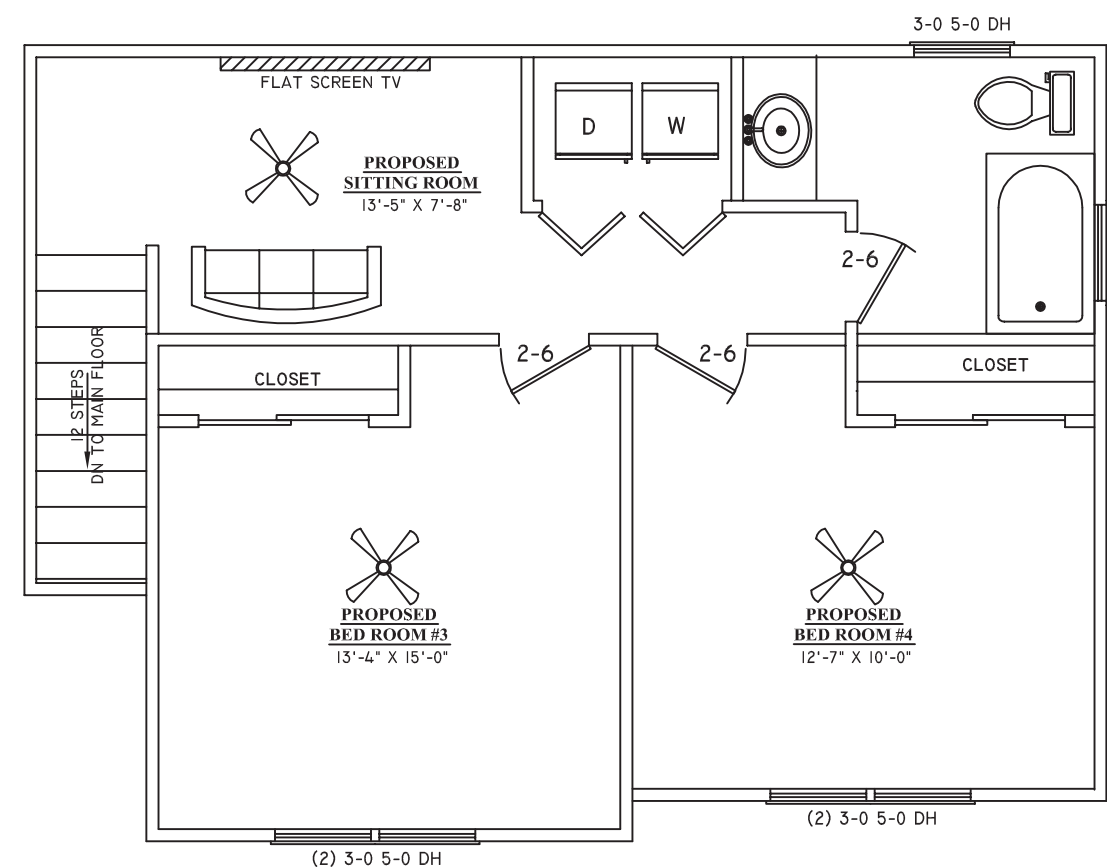 3-0 5-0 DH
FLAT SCREEN TV
D
W
PROPOSED
SITTING ROOM
13'-5" X 7'-8"
2-6
2-6
2-6
CLOSET
CLOSET
12 STEPS
DN TO MAIN FLOOR
PROPOSED
BED ROOM #3
13'-4" X 15'-0"
PROPOSED
BED ROOM #4
12'-7" X 10'-0"
(2) 3-0 5-0 DH
(2) 3-0 5-0 DH